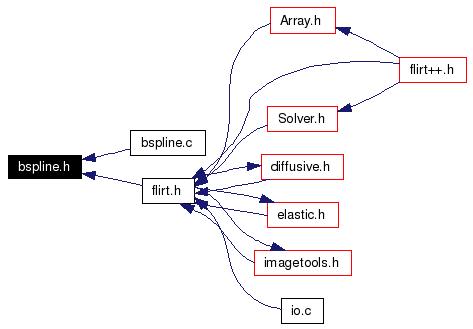 Array.h
flirt++.h
Solver.h
bspline.c
bspline.h
diffusive.h
flirt.h
elastic.h
imagetools.h
io.c